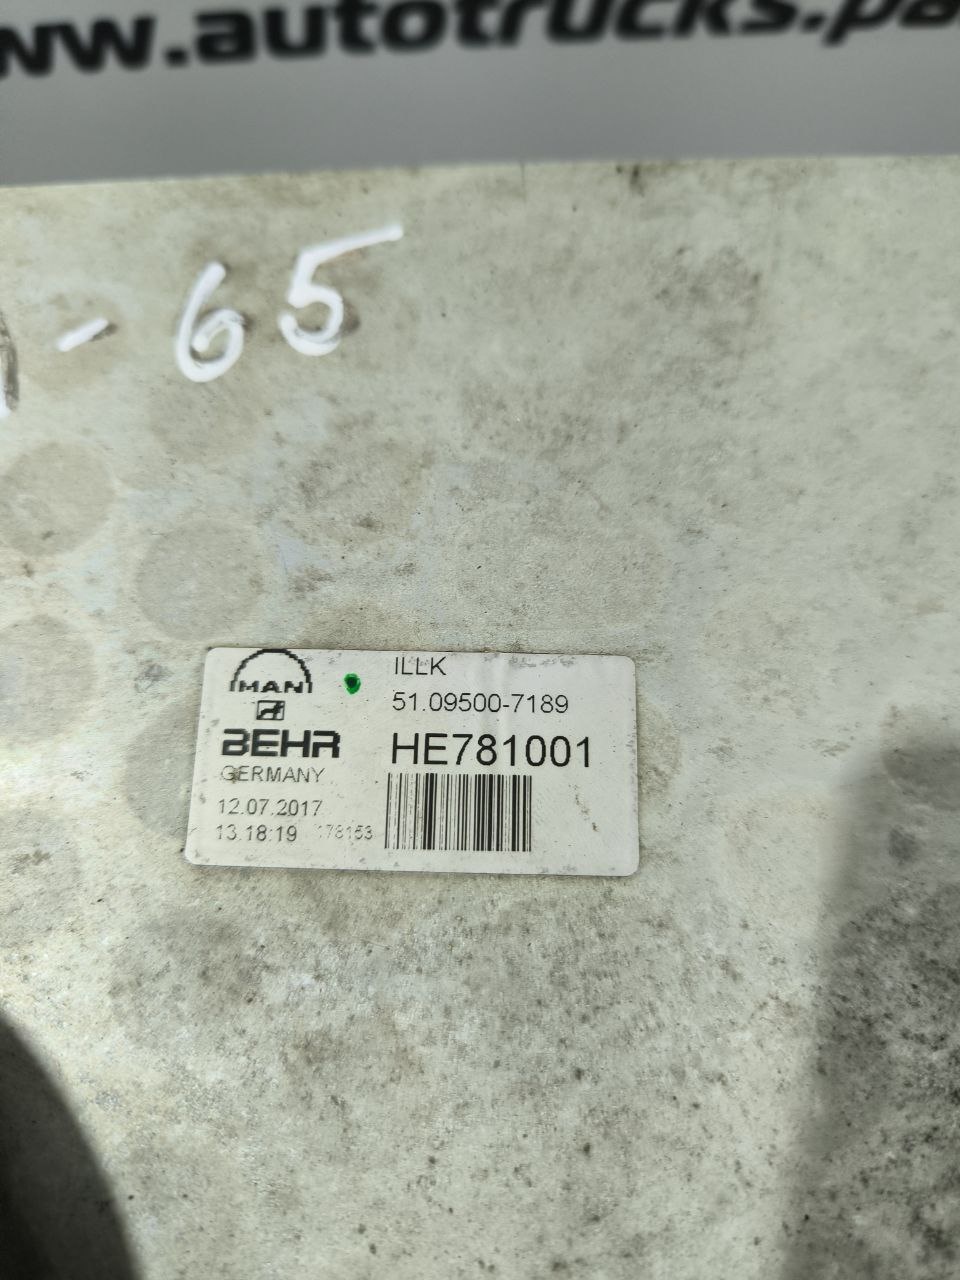 www.autotrucks.pa
- 65
MAN
ILLK
51.09500-7189
BEHR
HE781001
GERMANY
12.07.2017
13.18:19 178153